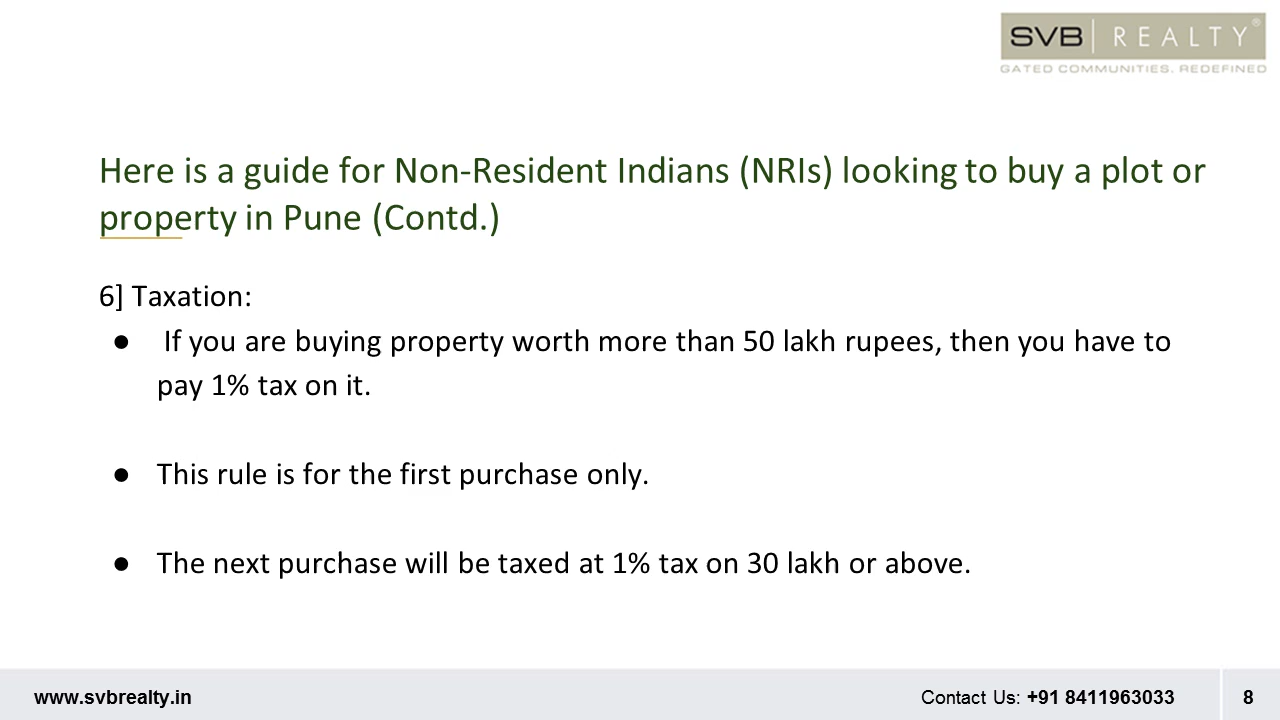 SVB | REALTY®
GATED COMMUNITIES. REDEFINED
Here is a guide for Non-Resident Indians (NRIs) looking to buy a plot or
property in Pune (Contd.)
6] Taxation:
● If you are buying property worth more than 50 lakh rupees, then you have to
pay 1% tax on it.
● This rule is for the first purchase only.
● The next purchase will be taxed at 1% tax on 30 lakh or above.
www.svbrealty.in
Contact Us: +91 8411963033
8